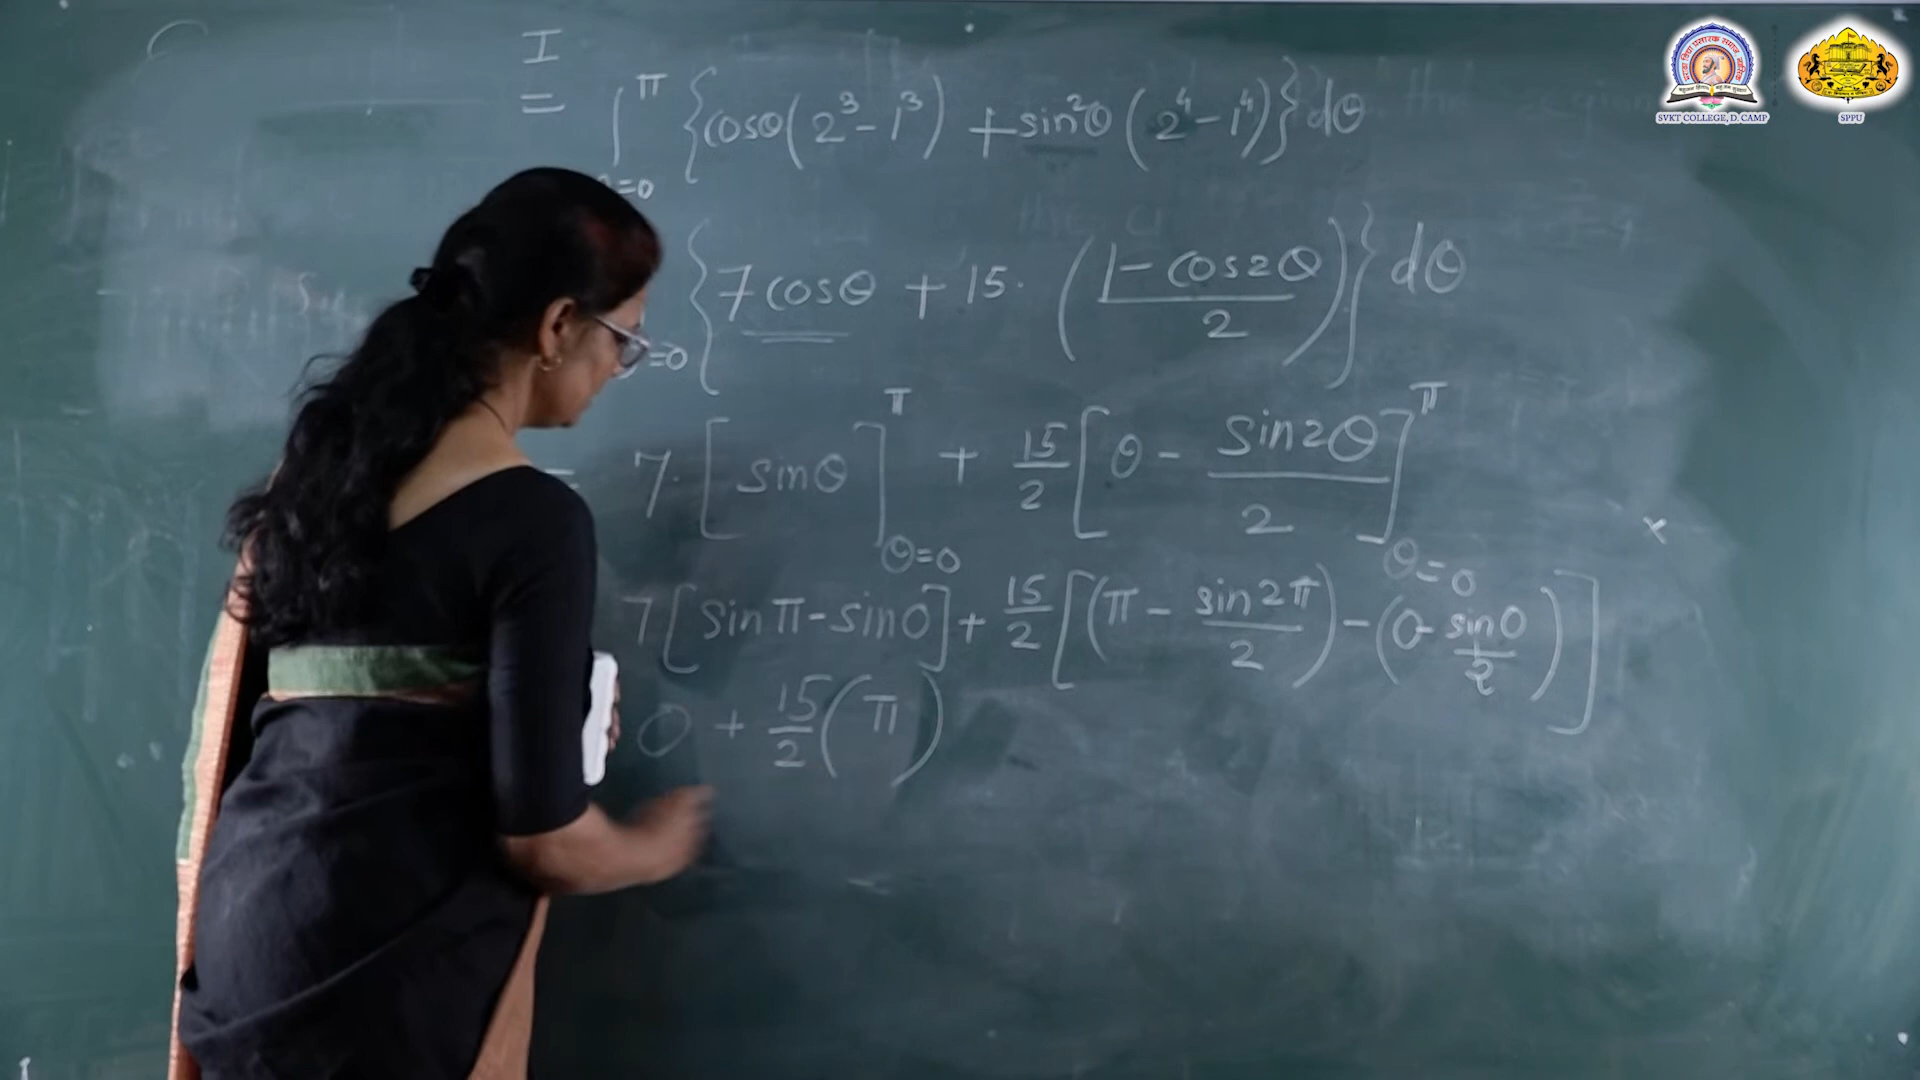 I
= ∫ π {cosθ(2³-1³) + sin²θ(2⁴-1⁴)}dθ
=0
{7cosθ + 15. (1-cos2θ/2)}dθ
=0
= 7.[sinθ]π θ=0 + 15/2[θ - sin2θ/2]π θ=0
7[sinπ-sin0] + 15/2[(π - sin2π/2) - (0-sin0/2)]
0 + 15/2(π)
SVKT COLLEGE, D. CAMP
SPPU